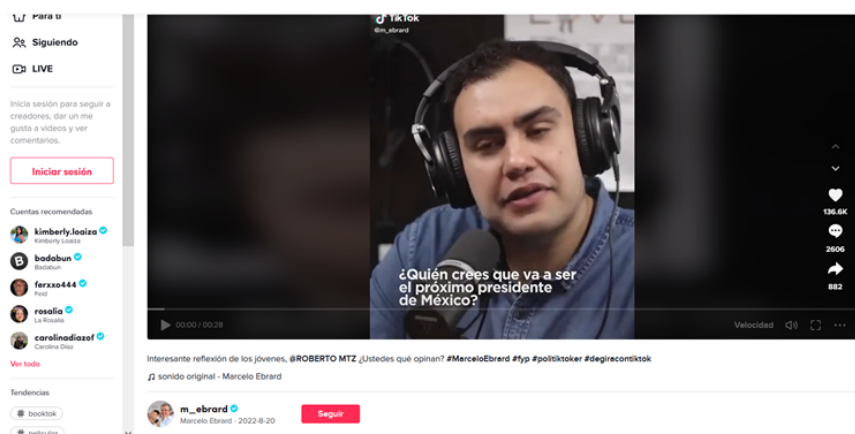 Para ti
Siguiendo
LIVE
Inicia sesión para seguir a
creadores, dar un me
gusta a videos y ver
comentarios.
Iniciar sesión
Cuentas recomendadas
kimberly.loaiza
Kimberly Loaiza
badabun
Badabun
ferxxo444
Feid
rosalia
La Rosalia
carolinadiazof
Carolina Díaz
Ver todo
Tendencias
# booktok
# peliculas
TikTok
@m_ebrard
¿Quién crees que va a ser
el próximo presidente
de México?
00:00 / 00:28
Velocidad
136.6K
2606
882
Interesante reflexión de los jóvenes, @ROBERTO MTZ ¿Ustedes qué opinan? #MarceloEbrard #fyp #politiktoker #degiracontiktok
sonido original - Marcelo Ebrard
m_ebrard
Marcelo Ebrard · 2022-8-20
Seguir